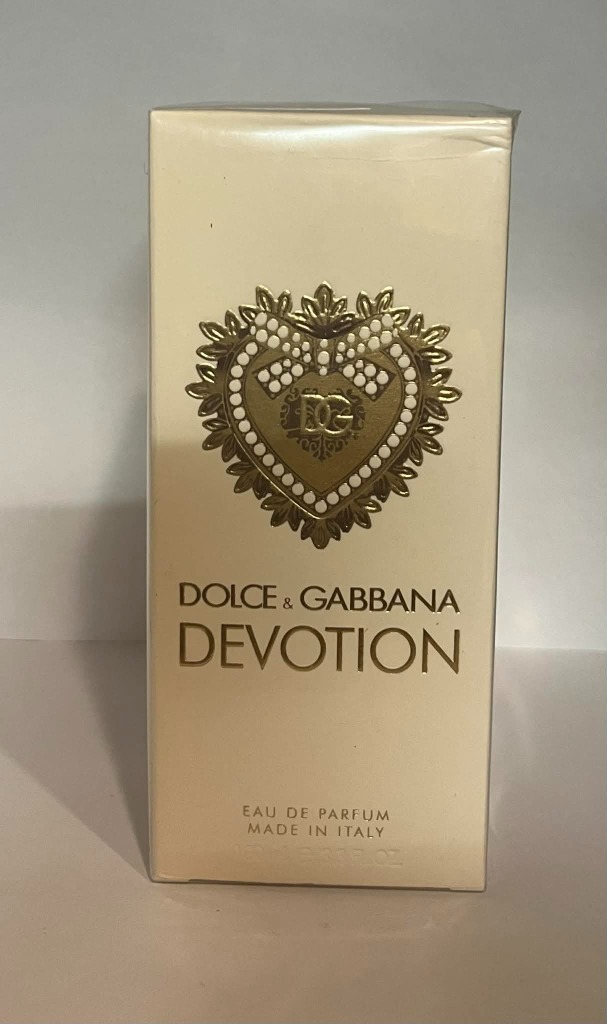 DG
DOLCE & GABBANA
DEVOTION
EAU DE PARFUM
MADE IN ITALY